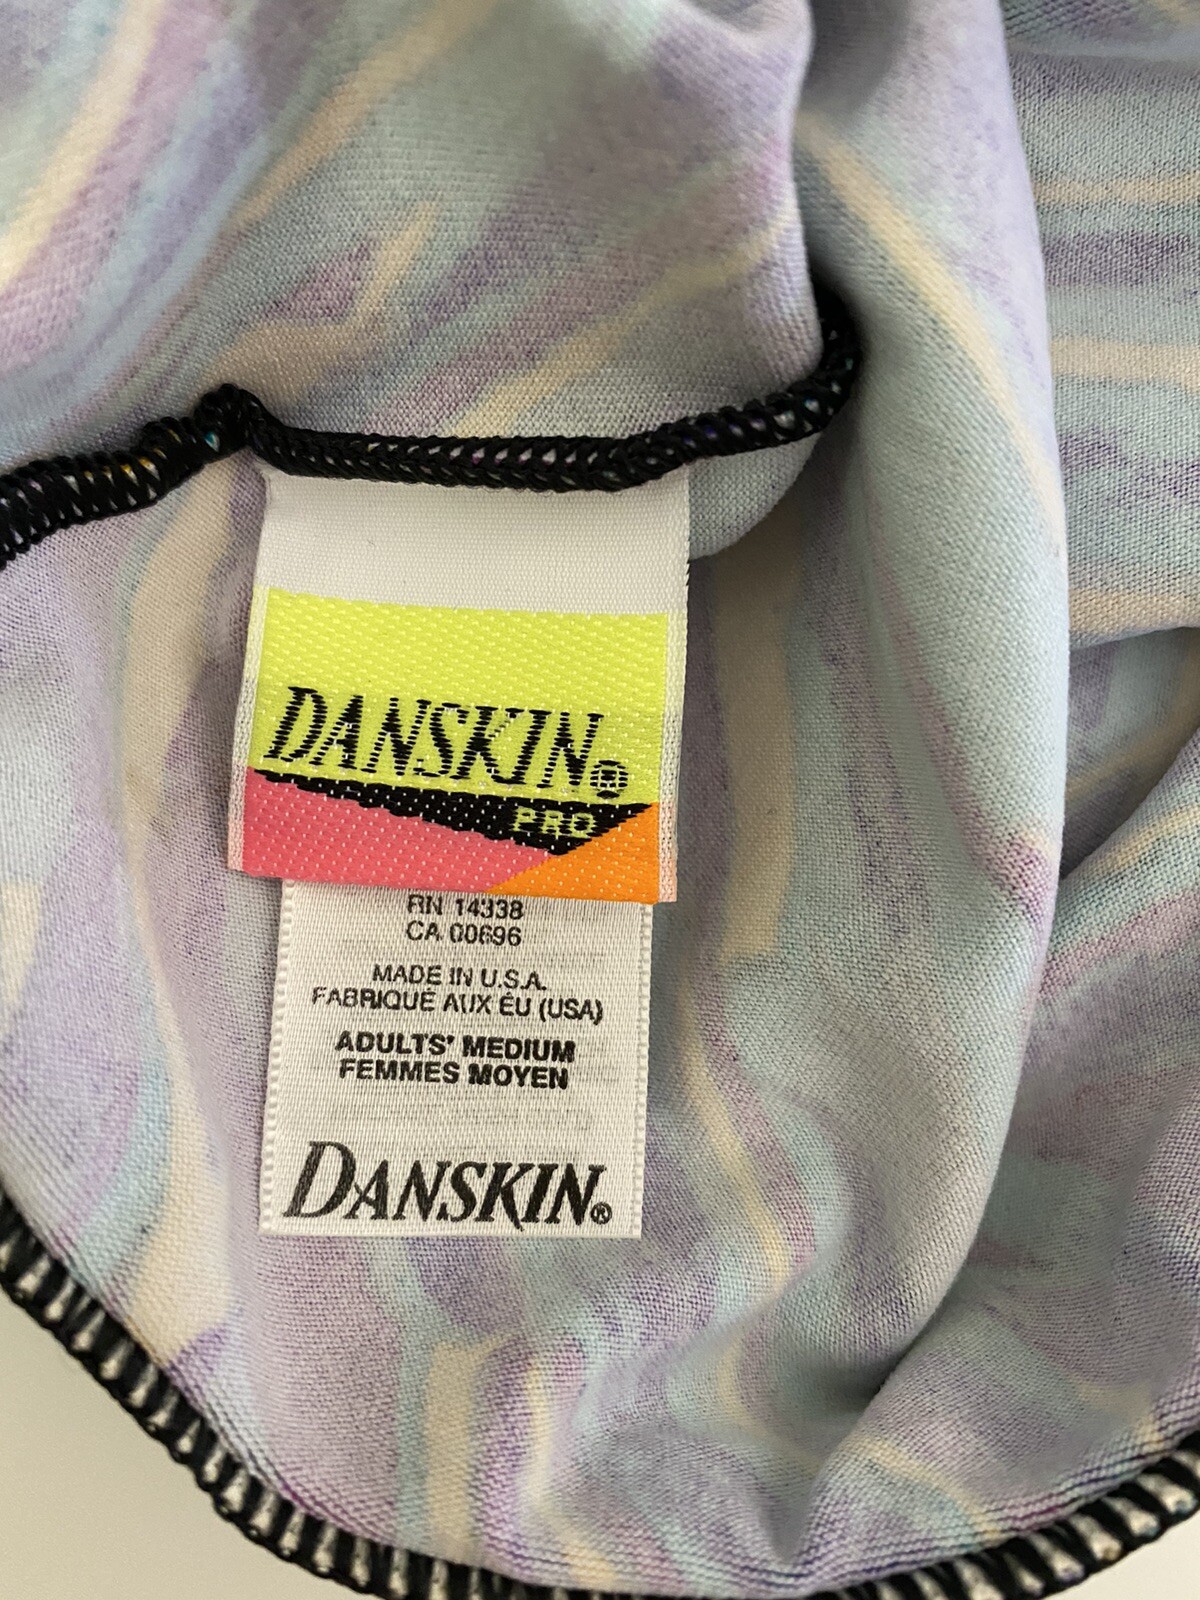 DANSKIN®
PRO
RN 14338
CA 00696
MADE IN U.S.A.
FABRIQUÉ AUX ÉU (USA)
ADULTS' MEDIUM
FEMMES MOYEN
DANSKIN®